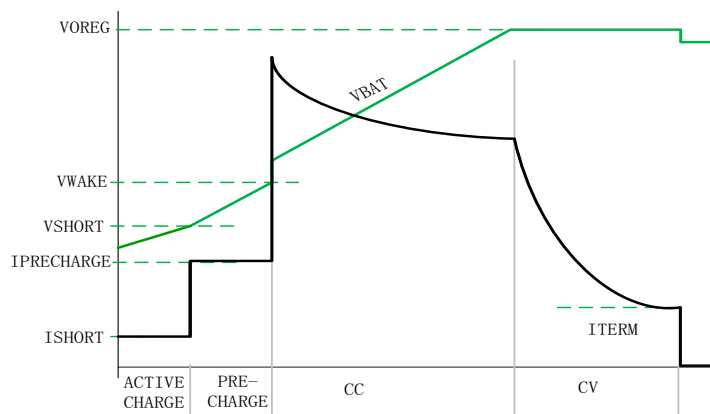 VOREG
VBAT
VWAKE
VSHORT
IPRECHARGE
ISHORT
ITERM
ACTIVE
CHARGE
PRE-
CHARGE
CC
CV